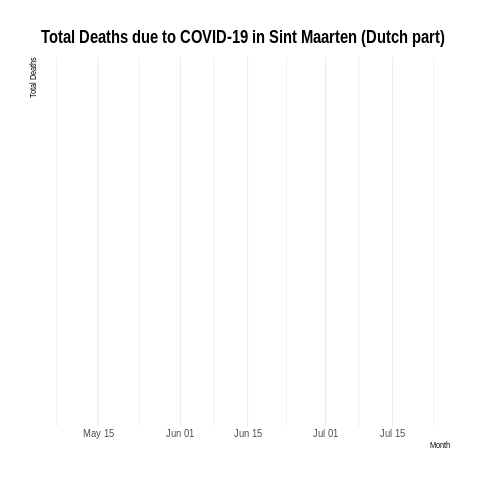 Total Deaths due to COVID-19 in Sint Maarten (Dutch part)
Total Deaths
May 15 Jun 01 Jun 15 Jul 01 Jul 15
Month